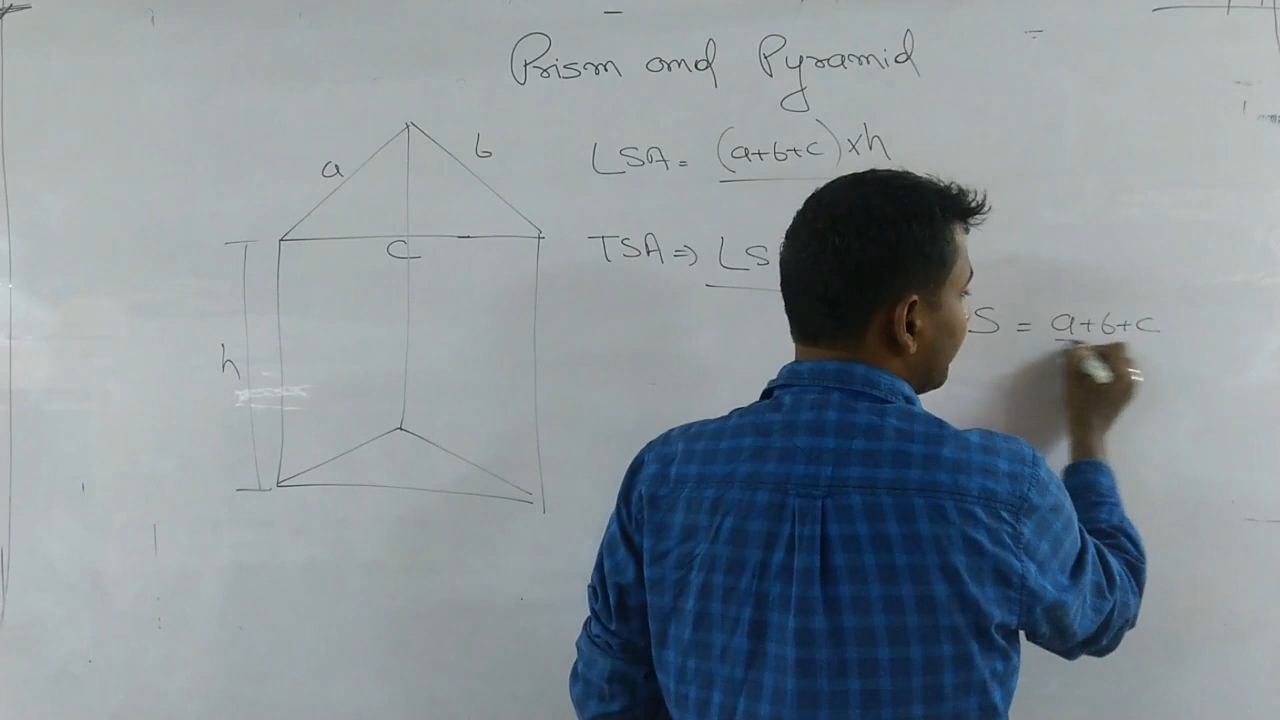 Prism and Pyramid
a b
LSA = (a+b+c)×h
C
TSA ⇒ LS
S = a+b+c
h